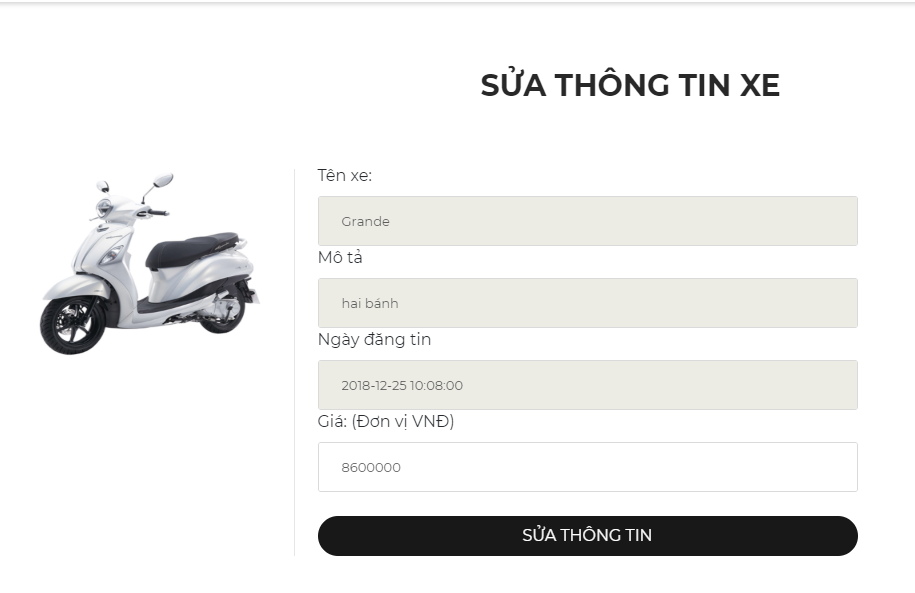 SỬA THÔNG TIN XE
Tên xe:
Grande
Mô tả
hai bánh
Ngày đăng tin
2018-12-25 10:08:00
Giá: (Đơn vị VNĐ)
8600000
SỬA THÔNG TIN